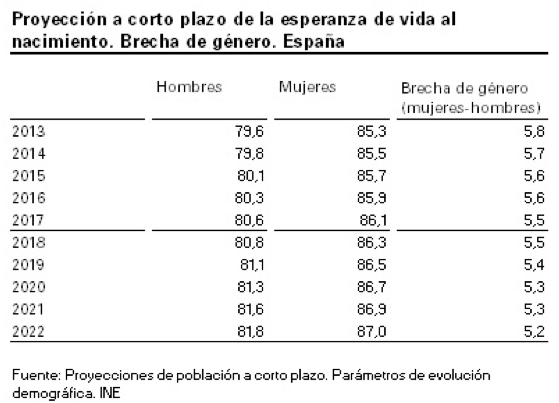 Proyección a corto plazo de la esperanza de vida al
nacimiento. Brecha de género. España
Hombres Mujeres Brecha de género
(mujeres-hombres)
2013 79,6 85,3 5,8
2014 79,8 85,5 5,7
2015 80,1 85,7 5,6
2016 80,3 85,9 5,6
2017 80,6 86,1 5,5
2018 80,8 86,3 5,5
2019 81,1 86,5 5,4
2020 81,3 86,7 5,3
2021 81,6 86,9 5,3
2022 81,8 87,0 5,2
Fuente: Proyecciones de población a corto plazo. Parámetros de evolución
demográfica. INE